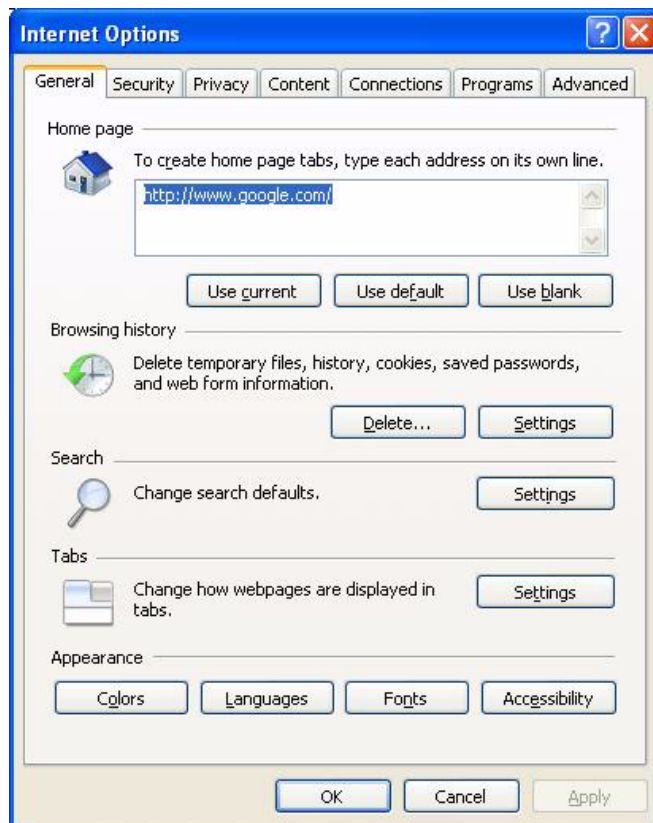 Internet Options
General Security Privacy Content Connections Programs Advanced
Home page
To create home page tabs, type each address on its own line.
http://www.google.com/
Use current Use default Use blank
Browsing history
Delete temporary files, history, cookies, saved passwords,
and web form information.
Delete... Settings
Search
Change search defaults.
Settings
Tabs
Change how webpages are displayed in
tabs.
Settings
Appearance
Colors Languages Fonts Accessibility
OK Cancel Apply